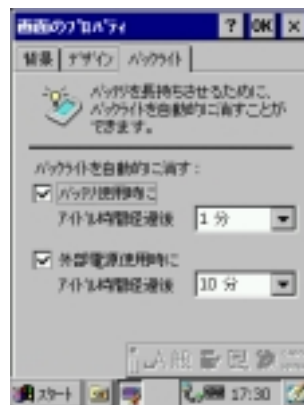 画面のプロパティ ? OK ×
背景 デザイン バックライト
バッテリを長持ちさせるために、
バックライトを自動的に消すことが
できます。
バックライトを自動的に消す:
バッテリ使用時に
アイドル時間経過後 1 分
外部電源使用時に
アイドル時間経過後 10 分
スタート 17:30